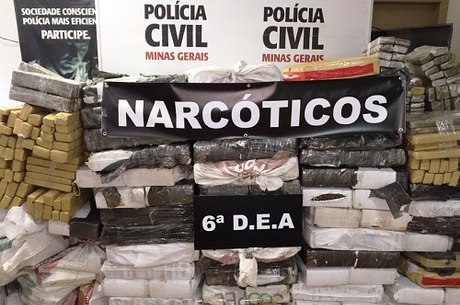 SOCIEDADE CONSCIENTE
POLÍCIA MAIS EFICIENTE
PARTICIPE.
POLÍCIA
CIVIL
MINAS GERAIS
POLÍCIA
CIVIL
MINAS GERAIS
NARCÓTICOS
6ª D.E.A